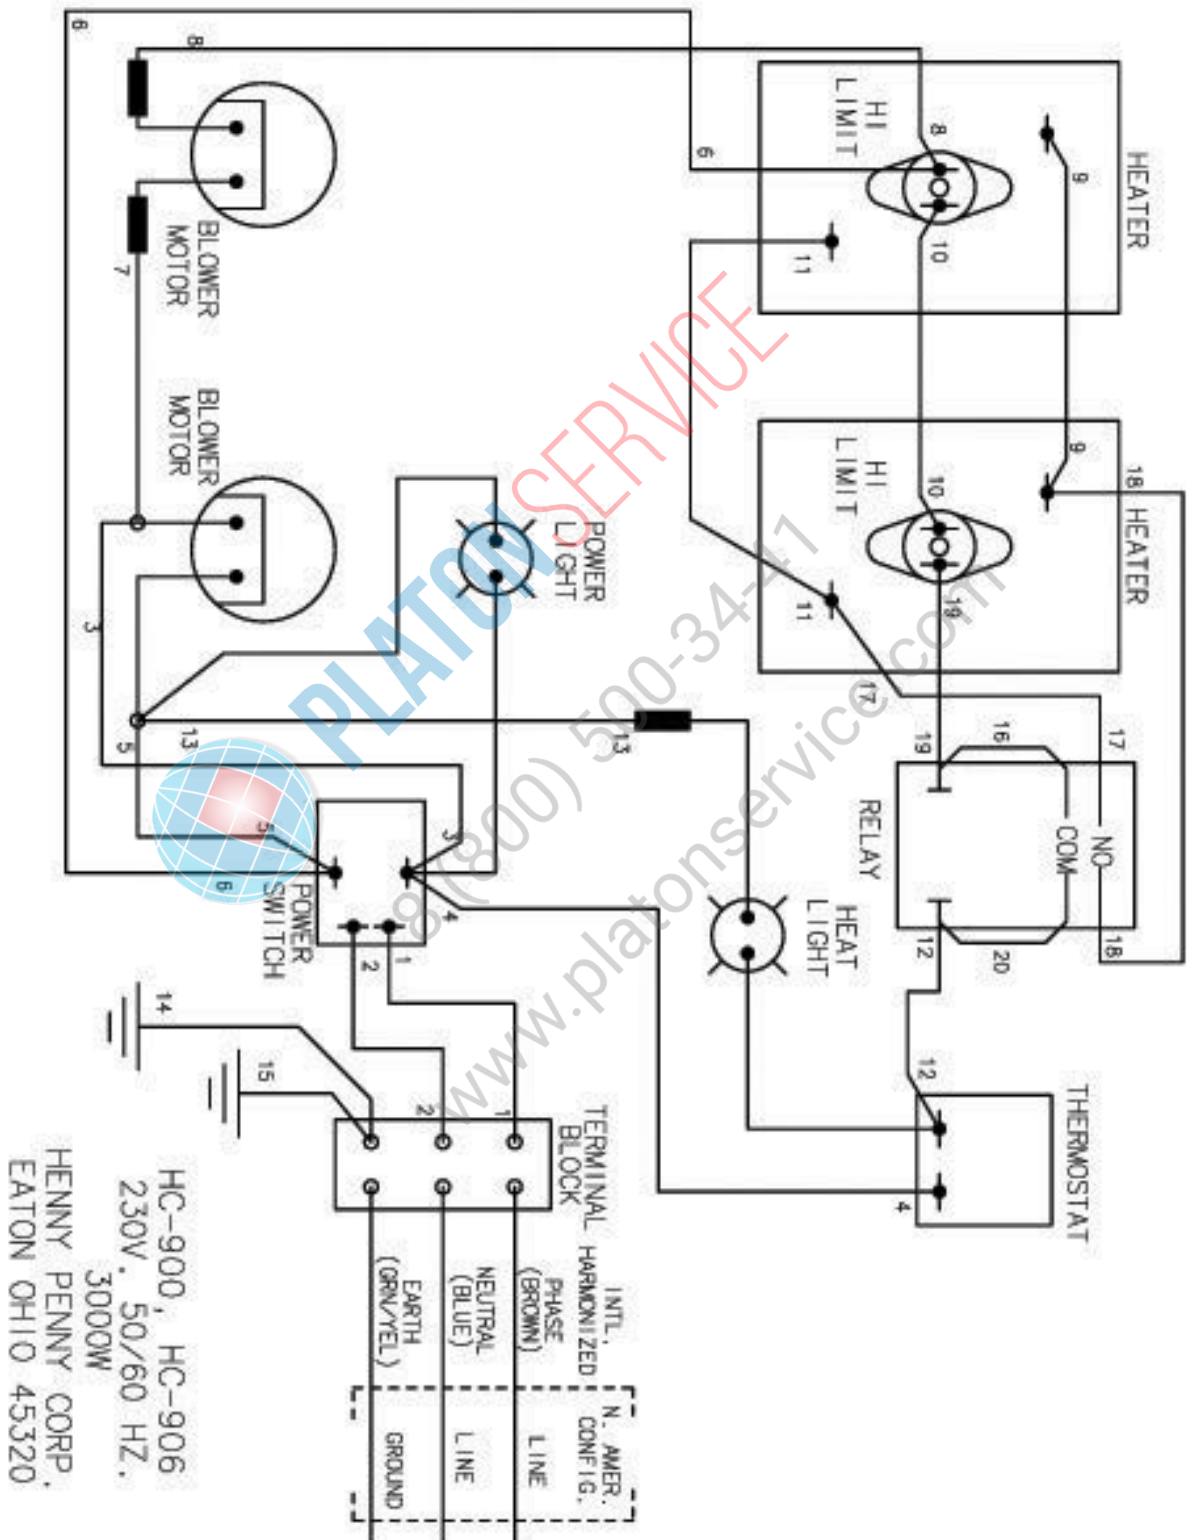 HEATER
HI
LIMIT
8
10
9
11
8
6
6
HEATER
HI
LIMIT
9
10
19
11
18
17
RELAY
NO
COM
16
17
19
12
18
20
THERMOSTAT
12
4
BLOWER
MOTOR
7
BLOWER
MOTOR
3
5
13
13
POWER
LIGHT
HEAT
LIGHT
POWER
SWITCH
5
3
6
4
1
2
14
15
TERMINAL
BLOCK
1
2
INTL.
HARMONIZED
PHASE
(BROWN)
NEUTRAL
(BLUE)
EARTH
(GRN/YEL)
N. AMER.
CONFIG.
LINE
LINE
GROUND
HC-900, HC-906
230V, 50/60 HZ.
3000W
HENNY PENNY CORP.
EATON OHIO 45320
PLATONSERVICE
8 (800) 500-34-41
www.platonservice.com